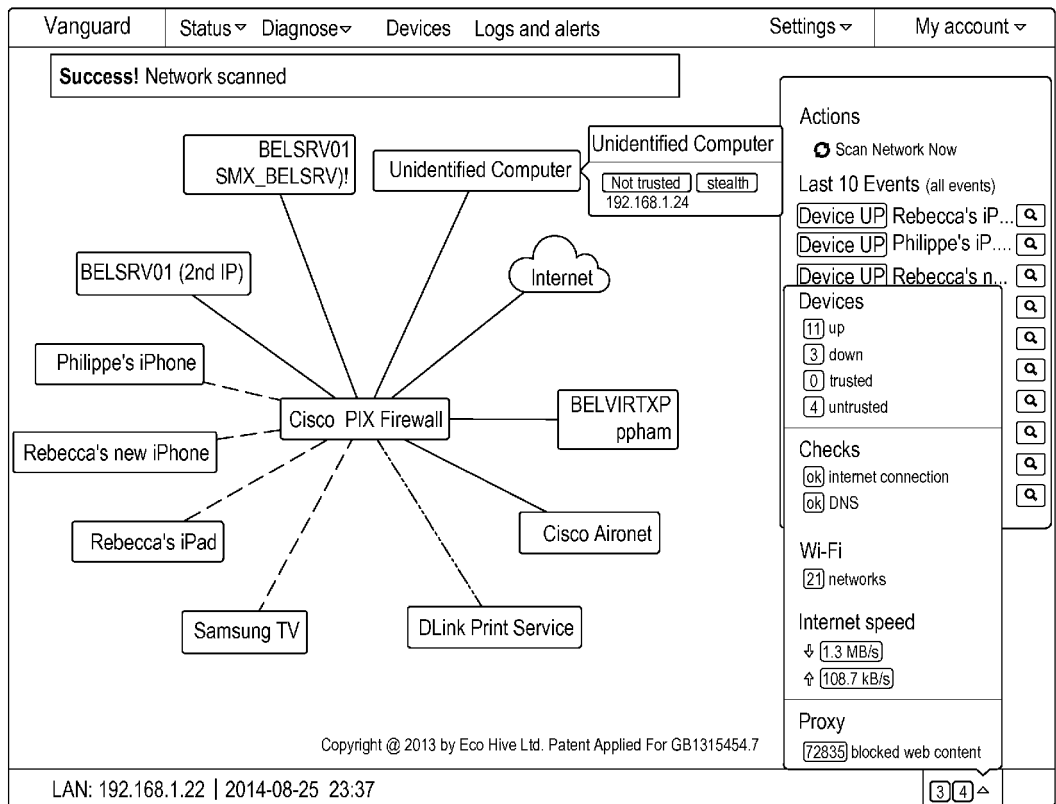 Vanguard Status Diagnose Devices Logs and alerts Settings My account
Success! Network scanned
BELSRV01
SMX_BELSRV)!
Unidentified Computer
Unidentified Computer
Not trusted stealth
192.168.1.24
BELSRV01 (2nd IP)
Internet
Philippe's iPhone
Cisco PIX Firewall
BELVIRTXP
ppham
Rebecca's new iPhone
Rebecca's iPad
Cisco Aironet
Samsung TV
DLink Print Service
Actions
Scan Network Now
Last 10 Events (all events)
Device UP Rebecca's iP...
Device UP Philippe's iP....
Device UP Rebecca's n...
Devices
11 up
3 down
0 trusted
4 untrusted
Checks
ok internet connection
ok DNS
Wi-Fi
21 networks
Internet speed
1.3 MB/s
108.7 kB/s
Proxy
72835 blocked web content
Copyright @ 2013 by Eco Hive Ltd. Patent Applied For GB1315454.7
LAN: 192.168.1.22 | 2014-08-25 23:37
3 4